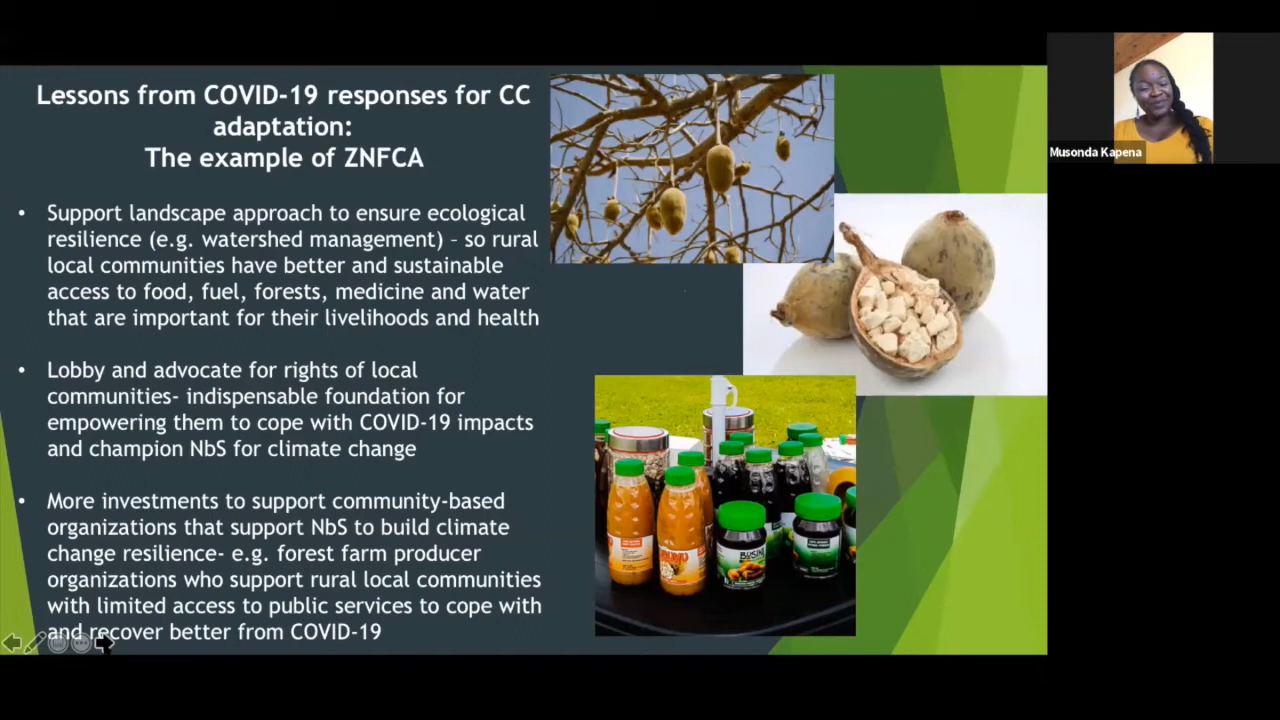 Lessons from COVID-19 responses for CC
adaptation:
The example of ZNFCA
• Support landscape approach to ensure ecological
resilience (e.g. watershed management) – so rural
local communities have better and sustainable
access to food, fuel, forests, medicine and water
that are important for their livelihoods and health
• Lobby and advocate for rights of local
communities- indispensable foundation for
empowering them to cope with COVID-19 impacts
and champion NbS for climate change
• More investments to support community-based
organizations that support NbS to build climate
change resilience- e.g. forest farm producer
organizations who support rural local communities
with limited access to public services to cope with
and recover better from COVID-19
Musonda Kapena